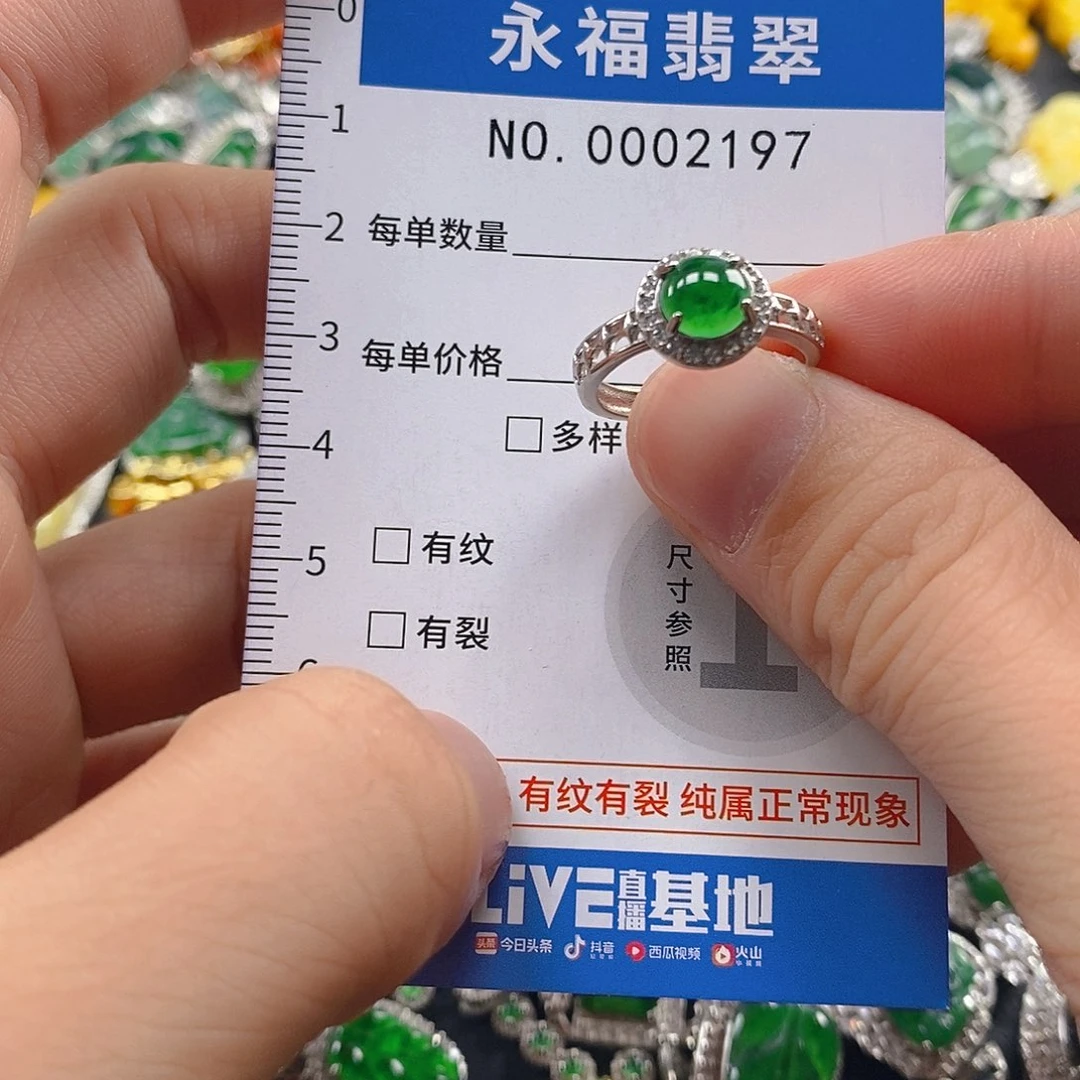 0
永福翡翠
1
NO. 0002197
2
每单数量
3
每单价格
4
多样
5
有纹
尺寸参照
1
有裂
有纹有裂 纯属正常现象
LiVE直播基地
头条 今日头条 抖音 西瓜视频 火山